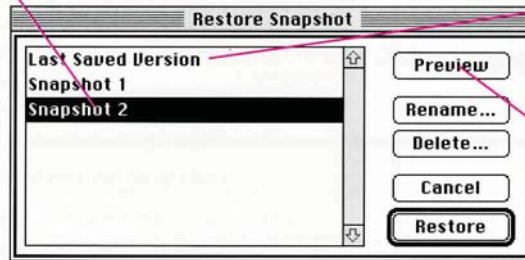 Restore Snapshot
Last Saved Version
Snapshot 1
Snapshot 2
Preview
Rename...
Delete...
Cancel
Restore